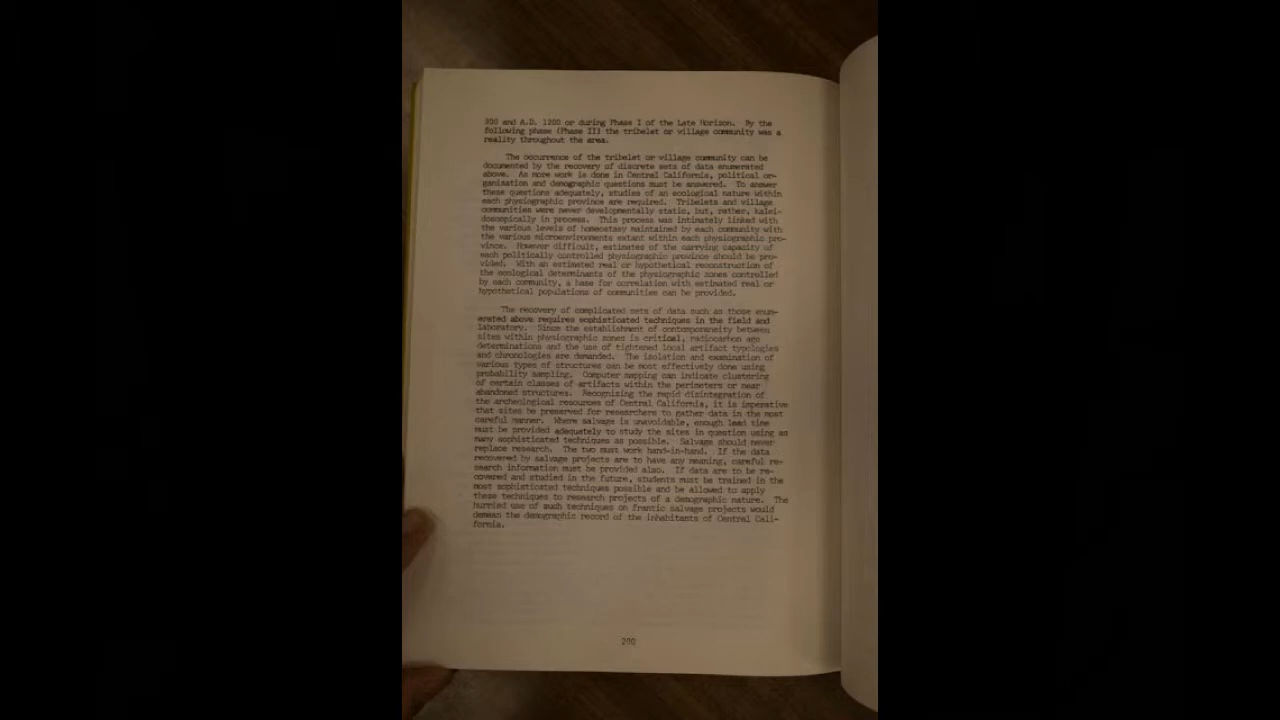 300 and A.D. 1200 or during Phase I of the Late Horizon. By the
following phase (Phase II) the tribelet or village community was a
reality throughout the area.
The occurrence of the tribelet or village community can be
documented by the recovery of discrete sets of data enumerated
above. As more work is done in Central California, political or-
ganization and demographic questions must be answered. To answer
these questions adequately, studies of an ecological nature within
each physiographic province are required. Tribelets and village
communities were never developmentally static, but, rather, kalei-
doscopically in process. This process was intimately linked with
the various levels of homeostasy maintained by each community with
the various microenvironments extant within each physiographic pro-
vince. However difficult, estimates of the carrying capacity of
each politically controlled physiographic province should be pro-
vided. With an estimated real or hypothetical reconstruction of
the ecological determinants of the physiographic zones controlled
by each community, a base for correlation with estimated real or
hypothetical populations of communities can be provided.
The recovery of complicated sets of data such as those enum-
erated above requires sophisticated techniques in the field and
laboratory. Since the establishment of contemporaneity between
sites within physiographic zones is critical, radiocarbon age
determinations and the use of tightened local artifact typologies
and chronologies are demanded. The isolation and examination of
various types of structures can be most effectively done using
probability sampling. Computer mapping can indicate clustering
of certain classes of artifacts within the perimeters or near
abandoned structures. Recognizing the rapid disintegration of
the archeological resources of Central California, it is imperative
that sites be preserved for researchers to gather data in the most
careful manner. Where salvage is unavoidable, enough lead time
must be provided adequately to study the sites in question using as
many sophisticated techniques as possible. Salvage should never
replace research. The two must work hand-in-hand. If the data
recovered by salvage projects are to have any meaning, careful re-
search information must be provided also. If data are to be re-
covered and studied in the future, students must be trained in the
most sophisticated techniques possible and be allowed to apply
these techniques to research projects of a demographic nature. The
hurried use of such techniques on frantic salvage projects would
demean the demographic record of the inhabitants of Central Cali-
fornia.
200